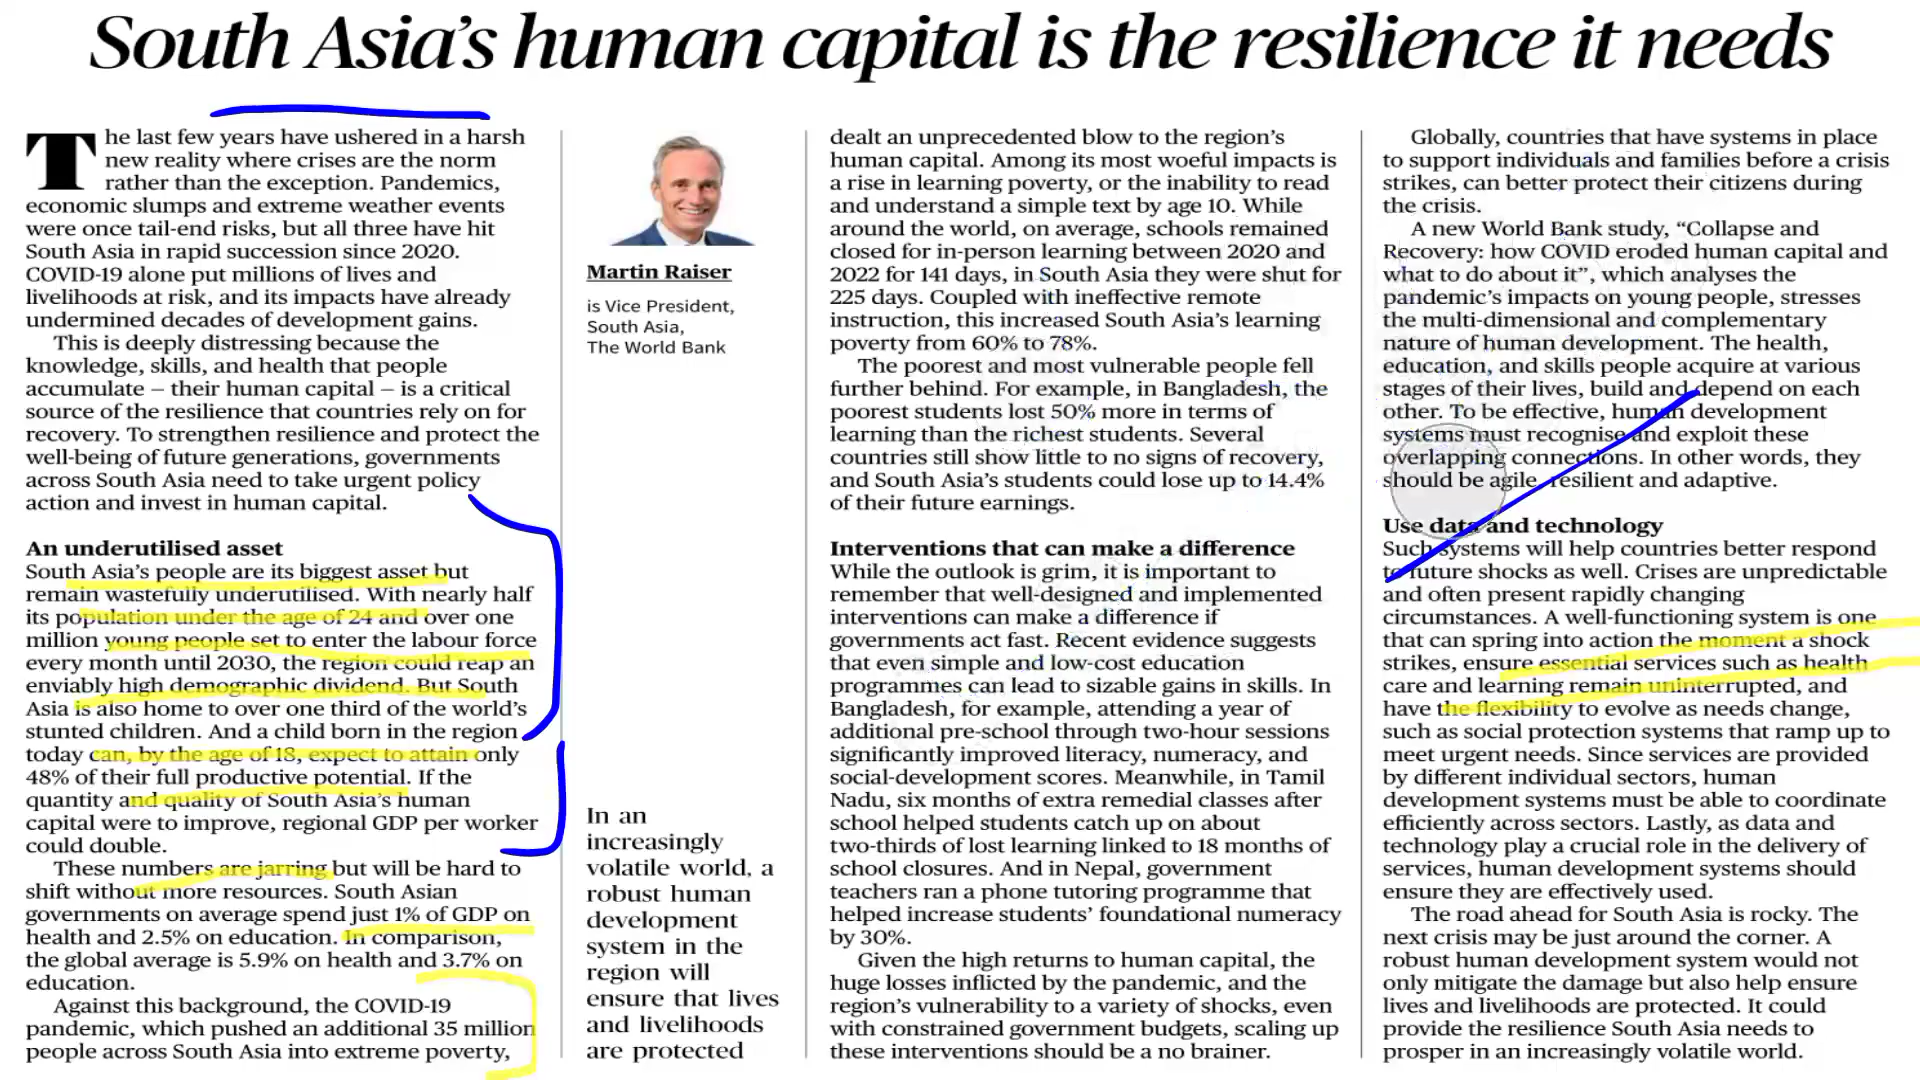 South Asia's human capital is the resilience it needs
The last few years have ushered in a harsh
new reality where crises are the norm
rather than the exception. Pandemics,
economic slumps and extreme weather events
were once tail-end risks, but all three have hit
South Asia in rapid succession since 2020.
COVID-19 alone put millions of lives and
livelihoods at risk, and its impacts have already
undermined decades of development gains.
This is deeply distressing because the
knowledge, skills, and health that people
accumulate — their human capital — is a critical
source of the resilience that countries rely on for
recovery. To strengthen resilience and protect the
well-being of future generations, governments
across South Asia need to take urgent policy
action and invest in human capital.
An underutilised asset
South Asia's people are its biggest asset but
remain wastefully underutilised. With nearly half
its population under the age of 24 and over one
million young people set to enter the labour force
every month until 2030, the region could reap an
enviably high demographic dividend. But South
Asia is also home to over one third of the world's
stunted children. And a child born in the region
today can, by the age of 18, expect to attain only
48% of their full productive potential. If the
quantity and quality of South Asia's human
capital were to improve, regional GDP per worker
could double.
These numbers are jarring but will be hard to
shift without more resources. South Asian
governments on average spend just 1% of GDP on
health and 2.5% on education. In comparison,
the global average is 5.9% on health and 3.7% on
education.
Against this background, the COVID-19
pandemic, which pushed an additional 35 million
people across South Asia into extreme poverty,
Martin Raiser
is Vice President,
South Asia,
The World Bank
In an
increasingly
volatile world, a
robust human
development
system in the
region will
ensure that lives
and livelihoods
are protected
dealt an unprecedented blow to the region's
human capital. Among its most woeful impacts is
a rise in learning poverty, or the inability to read
and understand a simple text by age 10. While
around the world, on average, schools remained
closed for in-person learning between 2020 and
2022 for 141 days, in South Asia they were shut for
225 days. Coupled with ineffective remote
instruction, this increased South Asia's learning
poverty from 60% to 78%.
The poorest and most vulnerable people fell
further behind. For example, in Bangladesh, the
poorest students lost 50% more in terms of
learning than the richest students. Several
countries still show little to no signs of recovery,
and South Asia's students could lose up to 14.4%
of their future earnings.
Interventions that can make a difference
While the outlook is grim, it is important to
remember that well-designed and implemented
interventions can make a difference if
governments act fast. Recent evidence suggests
that even simple and low-cost education
programmes can lead to sizable gains in skills. In
Bangladesh, for example, attending a year of
additional pre-school through two-hour sessions
significantly improved literacy, numeracy, and
social-development scores. Meanwhile, in Tamil
Nadu, six months of extra remedial classes after
school helped students catch up on about
two-thirds of lost learning linked to 18 months of
school closures. And in Nepal, government
teachers ran a phone tutoring programme that
helped increase students' foundational numeracy
by 30%.
Given the high returns to human capital, the
huge losses inflicted by the pandemic, and the
region's vulnerability to a variety of shocks, even
with constrained government budgets, scaling up
these interventions should be a no brainer.
Globally, countries that have systems in place
to support individuals and families before a crisis
strikes, can better protect their citizens during
the crisis.
A new World Bank study, “Collapse and
Recovery: how COVID eroded human capital and
what to do about it”, which analyses the
pandemic's impacts on young people, stresses
the multi-dimensional and complementary
nature of human development. The health,
education, and skills people acquire at various
stages of their lives, build and depend on each
other. To be effective, human development
systems must recognise and exploit these
overlapping connections. In other words, they
should be agile, resilient and adaptive.
Use data and technology
Such systems will help countries better respond
to future shocks as well. Crises are unpredictable
and often present rapidly changing
circumstances. A well-functioning system is one
that can spring into action the moment a shock
strikes, ensure essential services such as health
care and learning remain uninterrupted, and
have the flexibility to evolve as needs change,
such as social protection systems that ramp up to
meet urgent needs. Since services are provided
by different individual sectors, human
development systems must be able to coordinate
efficiently across sectors. Lastly, as data and
technology play a crucial role in the delivery of
services, human development systems should
ensure they are effectively used.
The road ahead for South Asia is rocky. The
next crisis may be just around the corner. A
robust human development system would not
only mitigate the damage but also help ensure
lives and livelihoods are protected. It could
provide the resilience South Asia needs to
prosper in an increasingly volatile world.